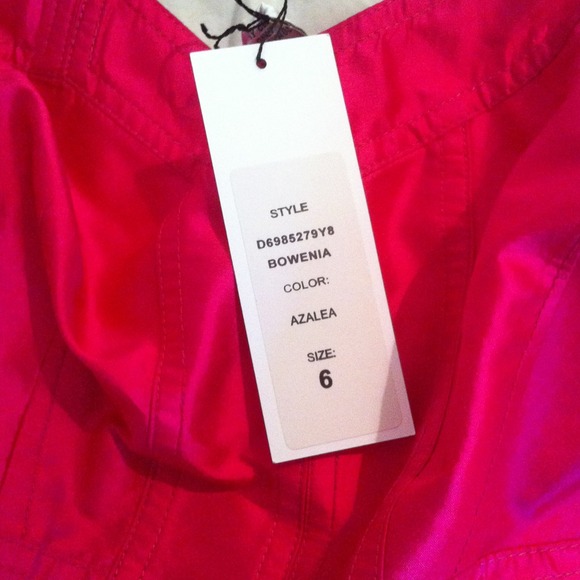 STYLE
D6985279Y8
BOWENIA
COLOR:
AZALEA
SIZE:
6